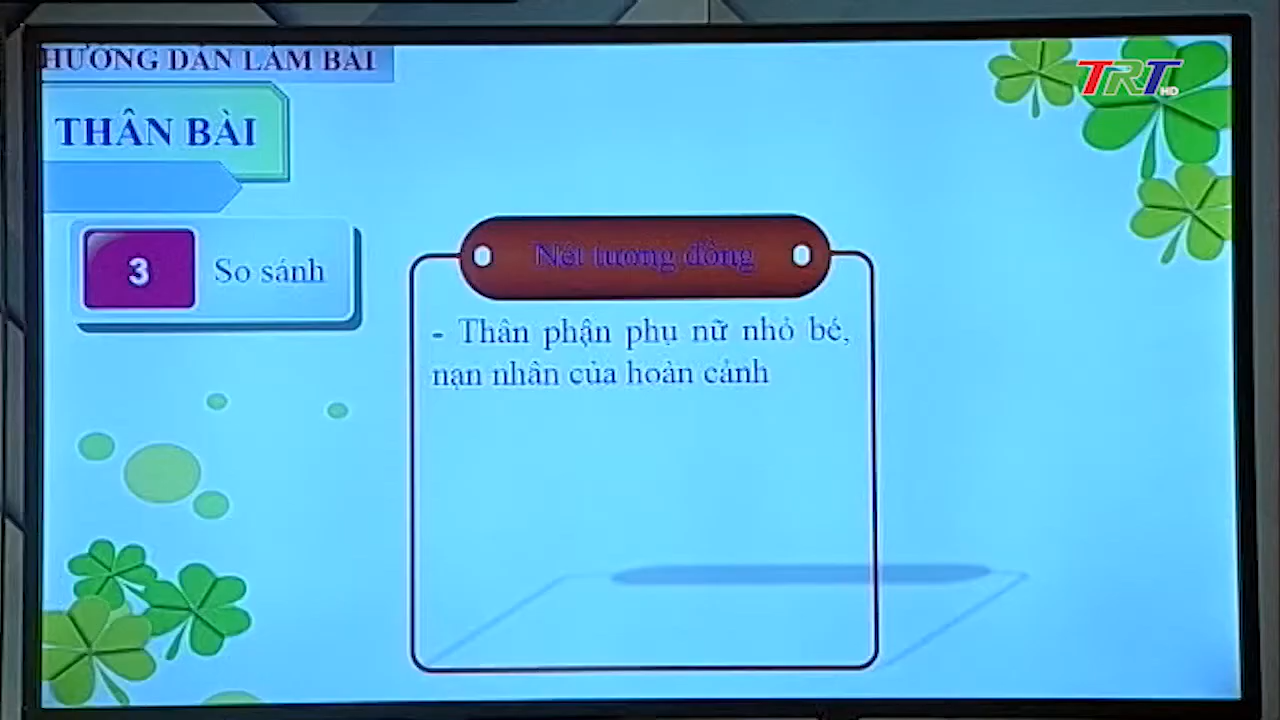 HƯỚNG DẪN LÀM BÀI
TRT HD
THÂN BÀI
3 So sánh
Nét tương đồng
- Thân phận phụ nữ nhỏ bé,
nạn nhân của hoàn cảnh